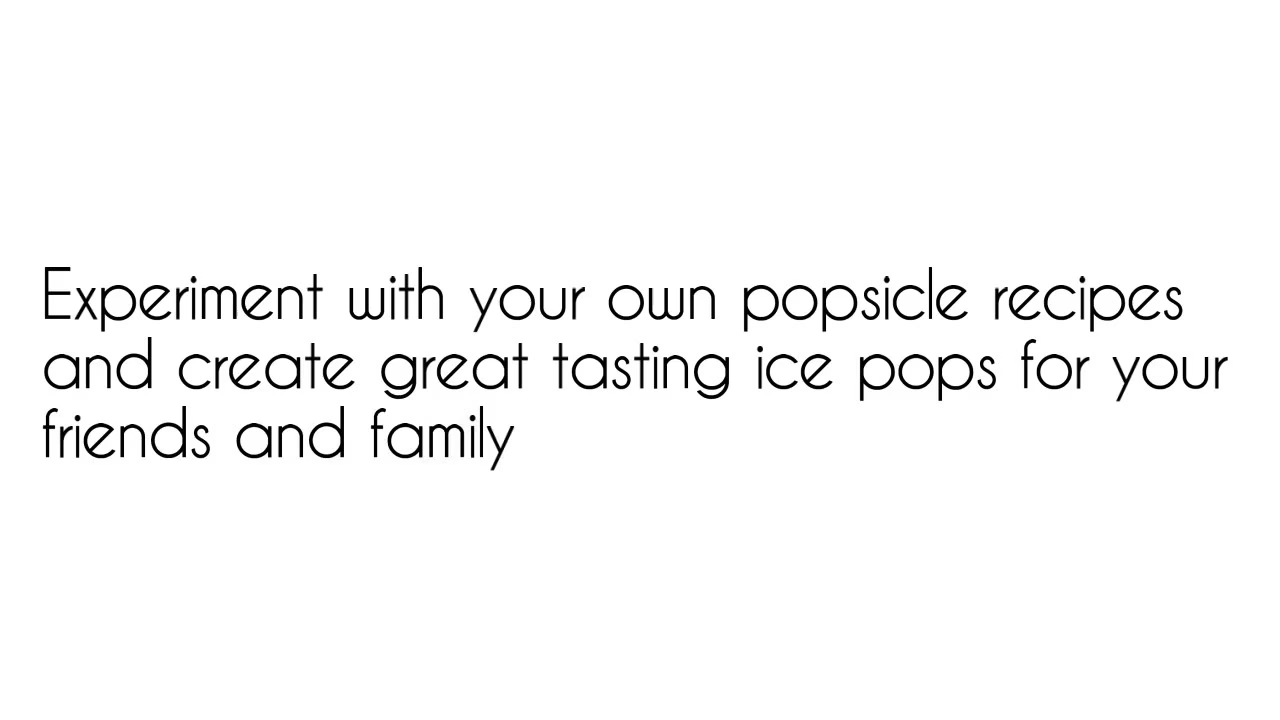 Experiment with your own popsicle recipes
and create great tasting ice pops for your
friends and family